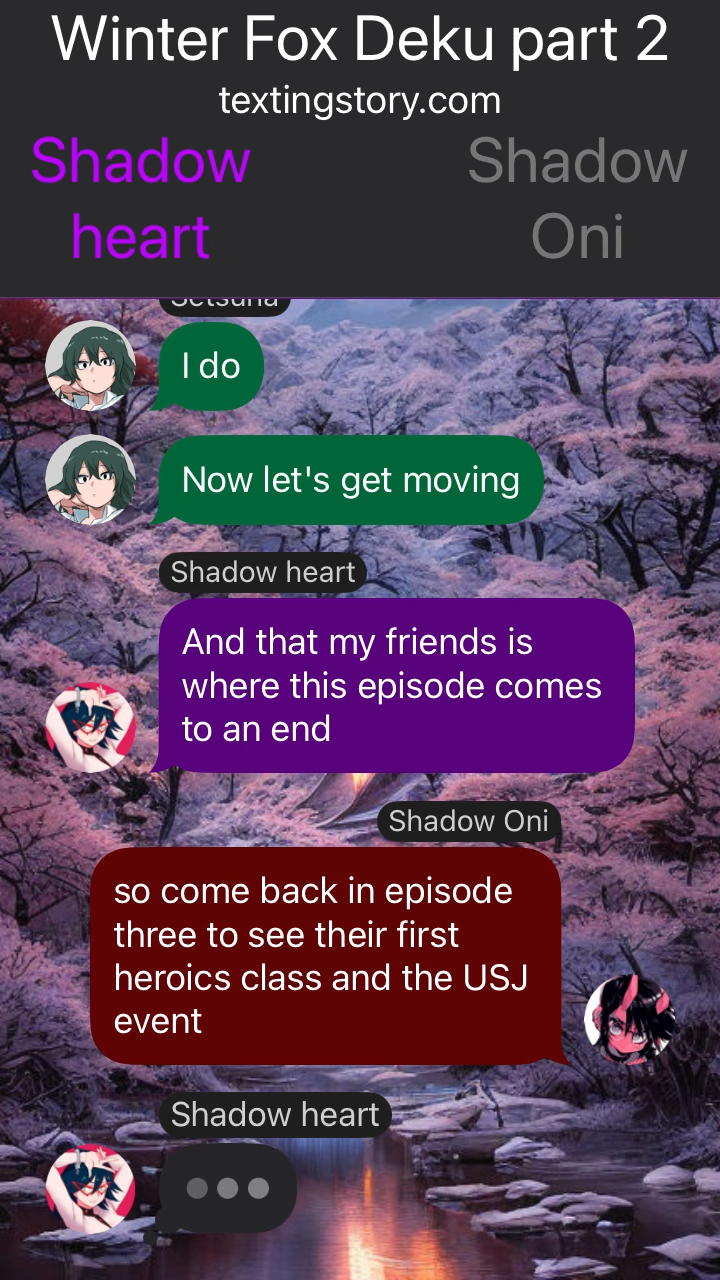 Winter Fox Deku part 2
textingstory.com
Shadow
heart
Shadow
Oni
Setsuna
I do
Now let's get moving
Shadow heart
And that my friends is
where this episode comes
to an end
Shadow Oni
so come back in episode
three to see their first
heroics class and the USJ
event
Shadow heart